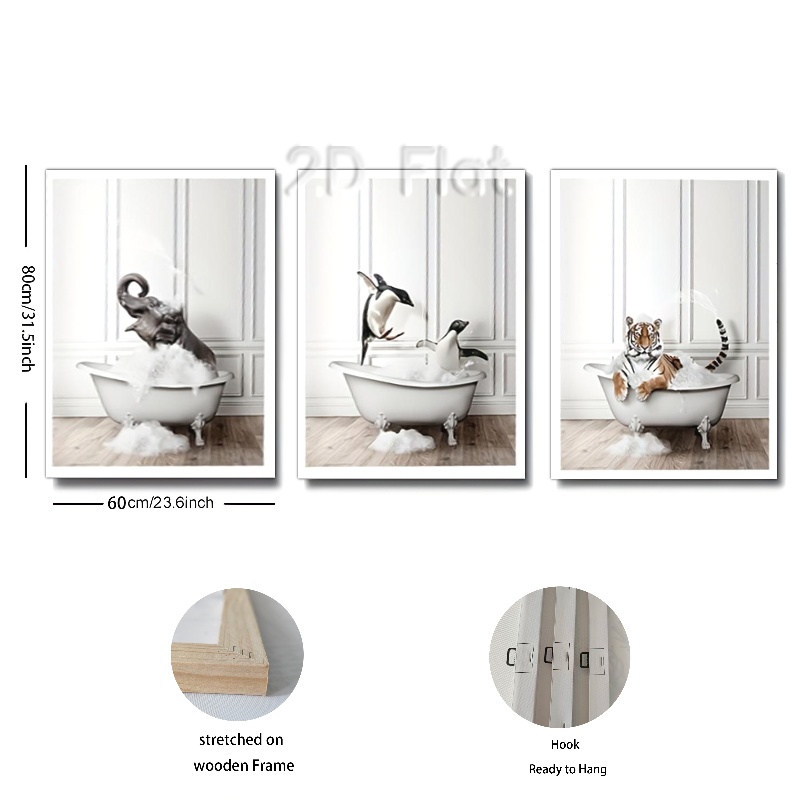 2D Flat
80cm/31.5inch
60cm/23.6inch
stretched on
wooden Frame
Hook
Ready to Hang